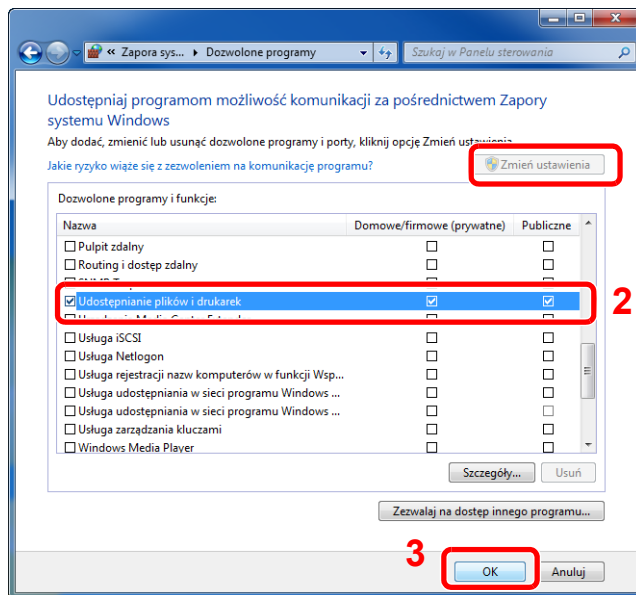 « Zapora sys... Dozwolone programy
Szukaj w Panelu sterowania
Udostępniaj programom możliwość komunikacji za pośrednictwem Zapory
systemu Windows
Aby dodać, zmienić lub usunąć dozwolone programy i porty, kliknij opcję Zmień ustawienia.
Jakie ryzyko wiąże się z zezwoleniem na komunikację programu?
Zmień ustawienia
Dozwolone programy i funkcje:
Nazwa Domowe/firmowe (prywatne) Publiczne
Pulpit zdalny
Routing i dostęp zdalny
Udostępnianie plików i drukarek
2
Usługa iSCSI
Usługa Netlogon
Usługa rejestracji nazw komputerów w funkcji Wsp...
Usługa udostępniania w sieci programu Windows ...
Usługa udostępniania w sieci programu Windows ...
Usługa zarządzania kluczami
Windows Media Player
Szczegóły... Usuń
Zezwalaj na dostęp innego programu...
3
OK Anuluj